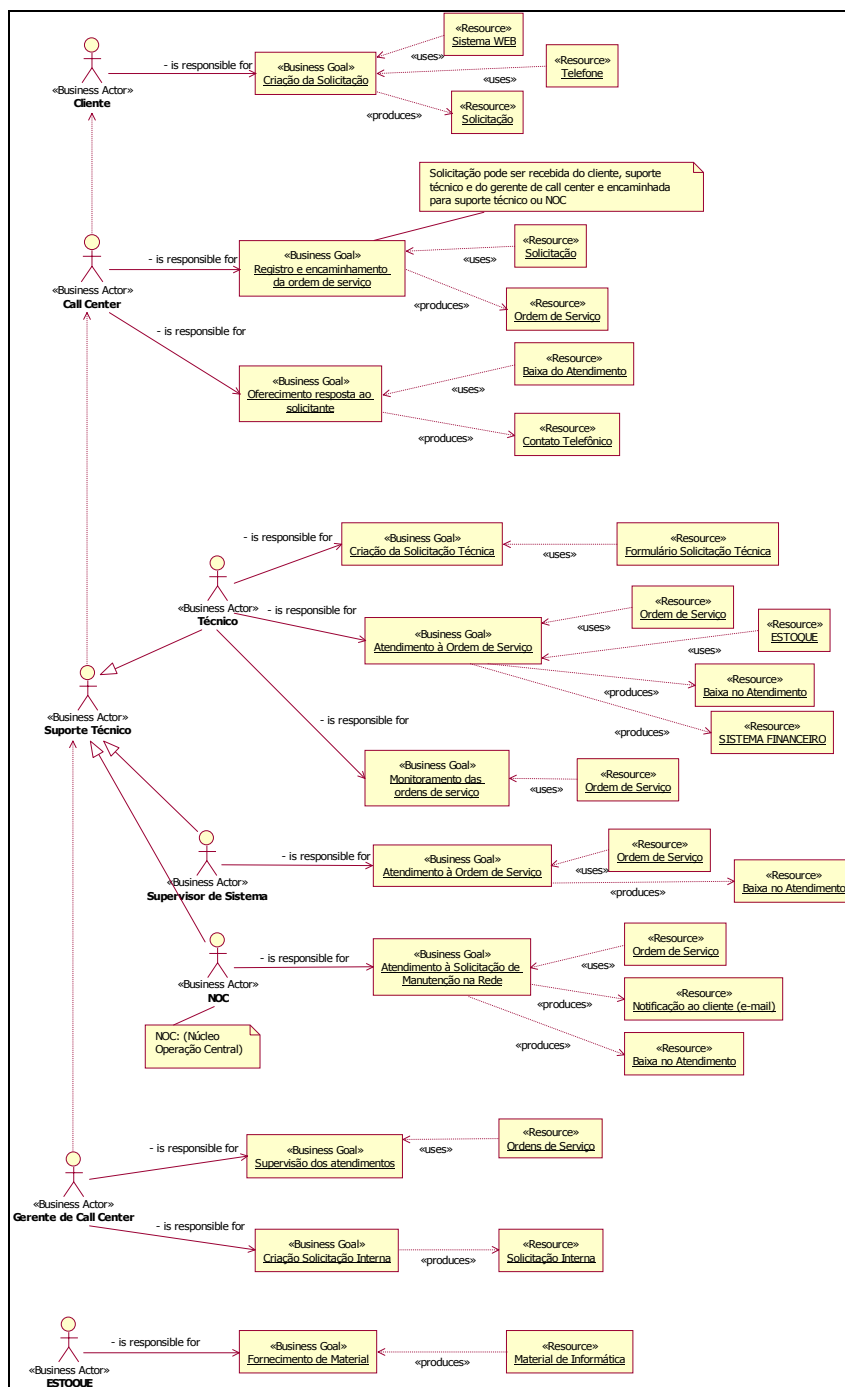 «Resource»
Sistema WEB
«uses»
«Business Goal»
Criação da Solicitação
- is responsible for
«Resource»
Telefone
«uses»
«Business Actor»
Cliente
«produces»
«Resource»
Solicitação
Solicitação pode ser recebida do cliente, suporte
técnico e do gerente de call center e encaminhada
para suporte técnico ou NOC
«Business Actor»
Call Center
- is responsible for
«Business Goal»
Registro e encaminhamento
da ordem de serviço
«uses»
«Resource»
Solicitação
«produces»
«Resource»
Ordem de Serviço
- is responsible for
«Business Goal»
Oferecimento resposta ao
solicitante
«uses»
«Resource»
Baixa do Atendimento
«produces»
«Resource»
Contato Telefônico
- is responsible for
«Business Goal»
Criação da Solicitação Técnica
«uses»
«Resource»
Formulário Solicitação Técnica
«Business Actor»
Técnico
- is responsible for
«Business Goal»
Atendimento à Ordem de Serviço
«Resource»
Ordem de Serviço
«uses»
«Resource»
ESTOQUE
«uses»
«produces»
«Resource»
Baixa no Atendimento
«produces»
«Resource»
SISTEMA FINANCEIRO
«Business Actor»
Suporte Técnico
- is responsible for
«Business Goal»
Monitoramento das
ordens de serviço
«uses»
«Resource»
Ordem de Serviço
«Business Actor»
Supervisor de Sistema
- is responsible for
«Business Goal»
Atendimento à Ordem de Serviço
«Resource»
Ordem de Serviço
«uses»
«produces»
«Resource»
Baixa no Atendimento
«Business Actor»
NOC
- is responsible for
«Business Goal»
Atendimento à Solicitação de
Manutenção na Rede
«Resource»
Ordem de Serviço
«uses»
«produces»
«Resource»
Notificação ao cliente (e-mail)
NOC: (Núcleo
Operação Central)
«produces»
«Resource»
Baixa no Atendimento
«Business Actor»
Gerente de Call Center
- is responsible for
«Business Goal»
Supervisão dos atendimentos
«uses»
«Resource»
Ordens de Serviço
- is responsible for
«Business Goal»
Criação Solicitação Interna
«produces»
«Resource»
Solicitação Interna
«Business Actor»
ESTOQUE
- is responsible for
«Business Goal»
Fornecimento de Material
«produces»
«Resource»
Material de Informática